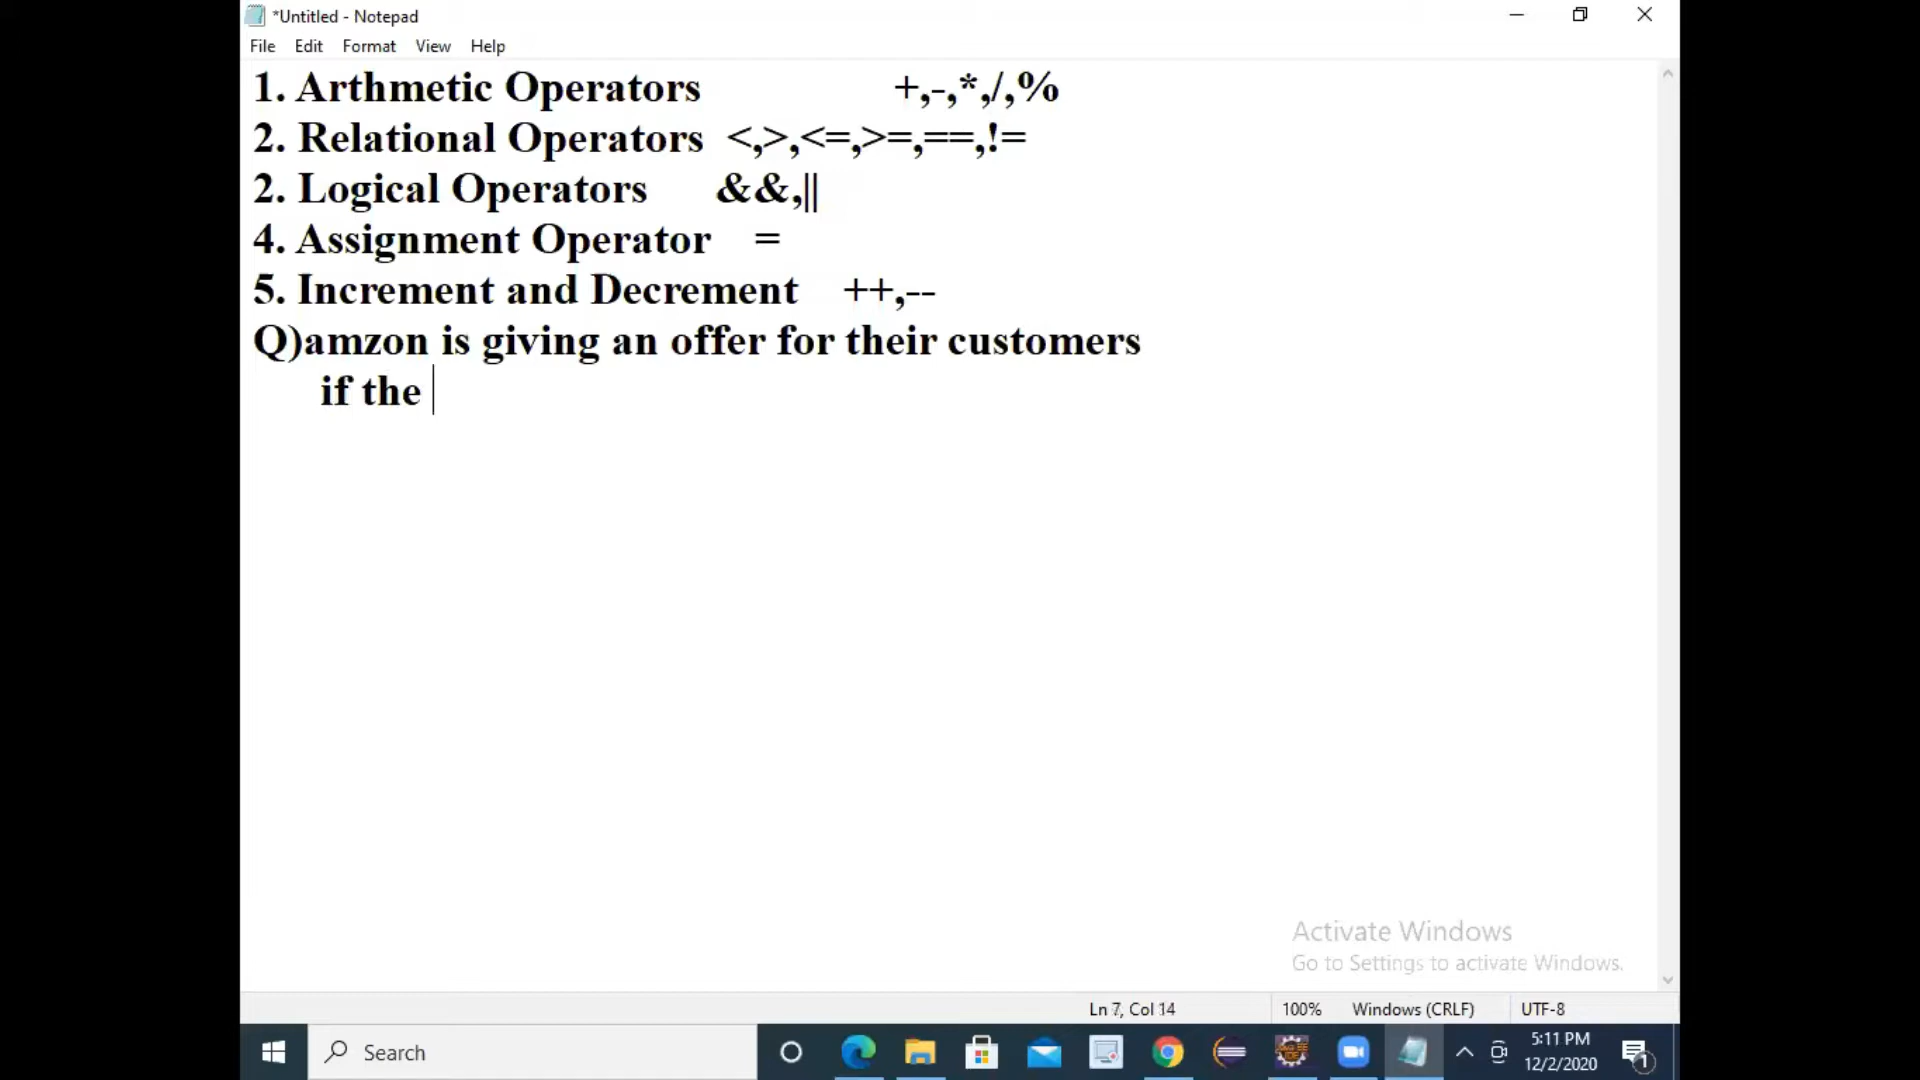 *Untitled - Notepad
File Edit Format View Help
1. Arthmetic Operators +,-,*,/,%
2. Relational Operators <,>,<=,>=,==,!=
2. Logical Operators &&,||
4. Assignment Operator =
5. Increment and Decrement ++,--
Q)amzon is giving an offer for their customers
if the
Activate Windows
Go to Settings to activate Windows.
Ln 7, Col 14 100% Windows (CRLF) UTF-8
Search
5:11 PM
12/2/2020
1